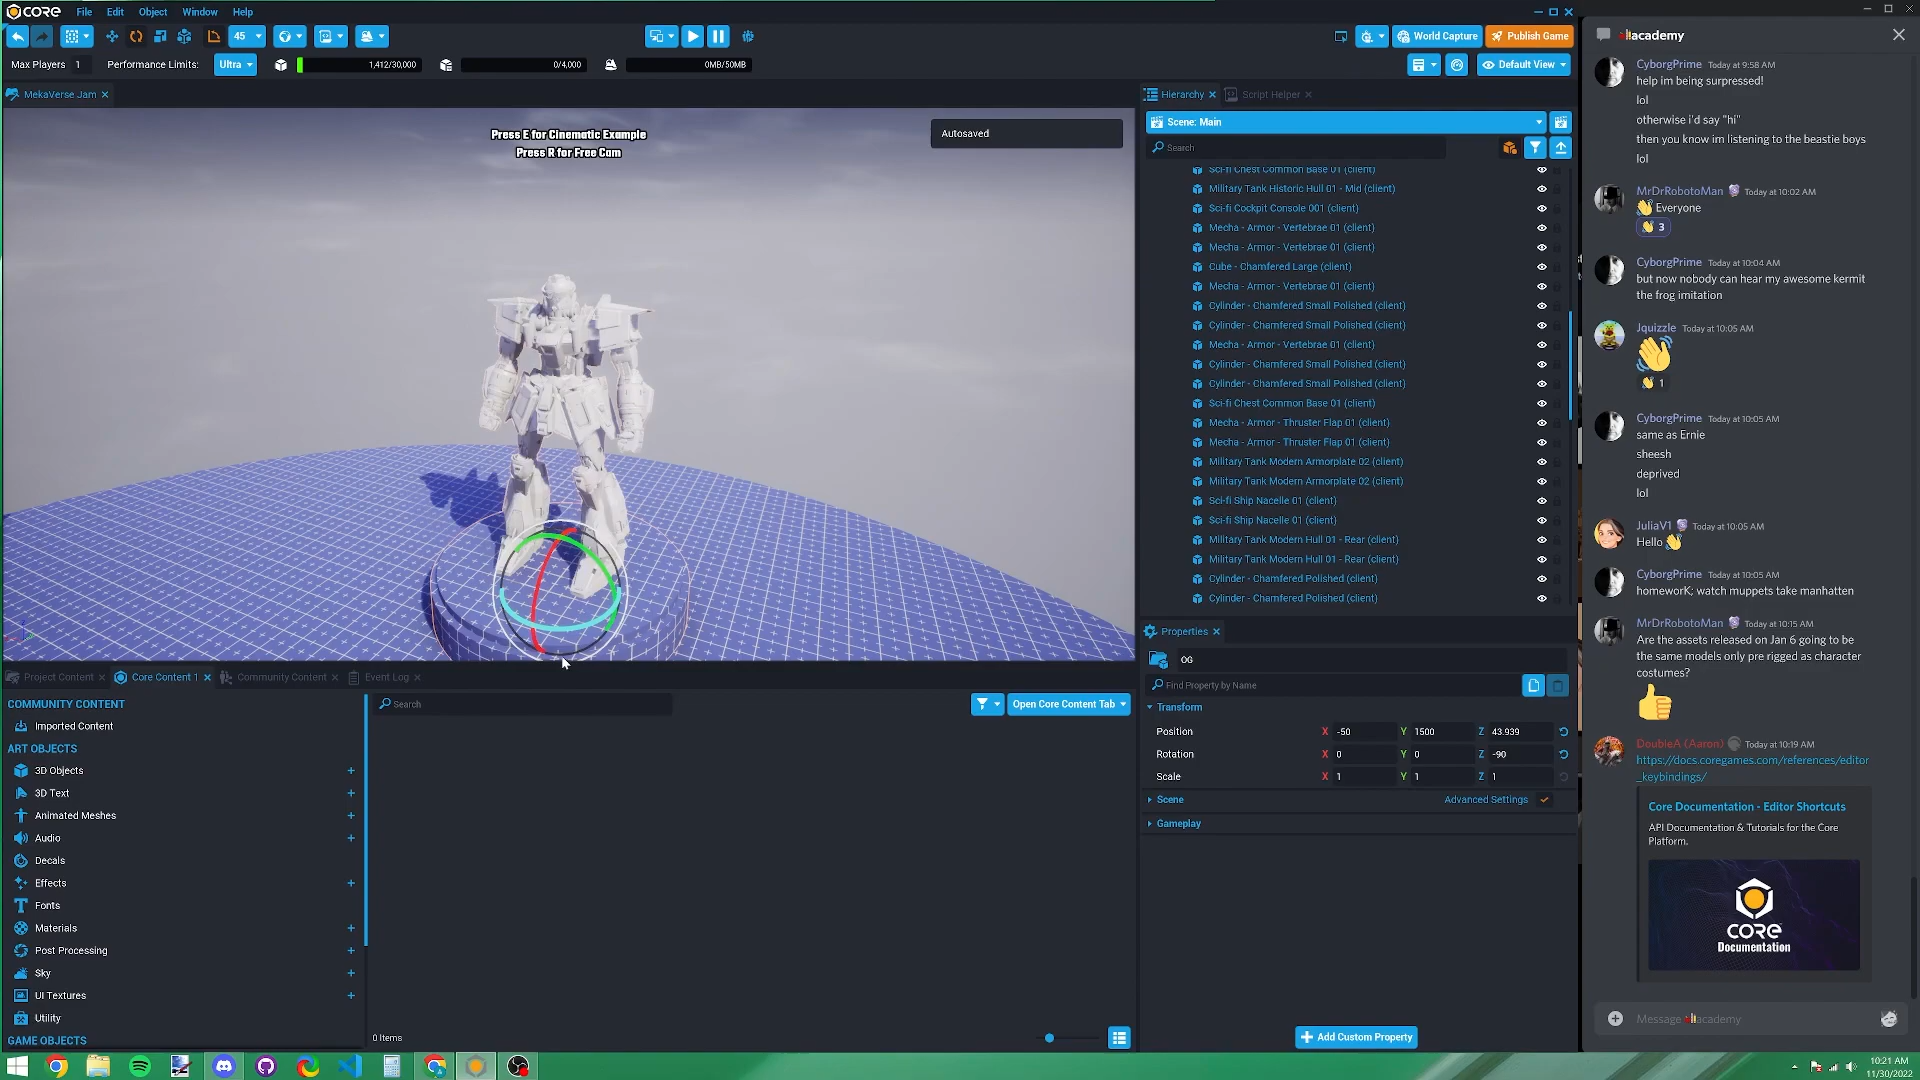 CORE File Edit Object Window Help
45
World Capture
Publish Game
Max Players 1 Performance Limits: Ultra 1,412/30,000 0/4,000 0MB/50MB
Default View
MekaVerse Jam
Press E for Cinematic Example
Press R for Free Cam
Autosaved
Hierarchy
Script Helper
Scene: Main
Search
Sci-fi Chest Common Base 01 (client)
Military Tank Historic Hull 01 - Mid (client)
Sci-fi Cockpit Console 001 (client)
Mecha - Armor - Vertebrae 01 (client)
Mecha - Armor - Vertebrae 01 (client)
Cube - Chamfered Large (client)
Mecha - Armor - Vertebrae 01 (client)
Cylinder - Chamfered Small Polished (client)
Cylinder - Chamfered Small Polished (client)
Mecha - Armor - Vertebrae 01 (client)
Cylinder - Chamfered Small Polished (client)
Cylinder - Chamfered Small Polished (client)
Sci-fi Chest Common Base 01 (client)
Mecha - Armor - Thruster Flap 01 (client)
Mecha - Armor - Thruster Flap 01 (client)
Military Tank Modern Armorplate 02 (client)
Military Tank Modern Armorplate 02 (client)
Sci-fi Ship Nacelle 01 (client)
Sci-fi Ship Nacelle 01 (client)
Military Tank Modern Hull 01 - Rear (client)
Military Tank Modern Hull 01 - Rear (client)
Cylinder - Chamfered Polished (client)
Cylinder - Chamfered Polished (client)
Properties
OG
Find Property by Name
Transform
Position X -50 Y 1500 Z 43.939
Rotation X 0 Y 0 Z -90
Scale X 1 Y 1 Z 1
Scene
Advanced Settings
Gameplay
Add Custom Property
Project Content
Core Content 1
Community Content
Event Log
COMMUNITY CONTENT
Imported Content
ART OBJECTS
3D Objects
3D Text
Animated Meshes
Audio
Decals
Effects
Fonts
Materials
Post Processing
Sky
UI Textures
Utility
GAME OBJECTS
Search
Open Core Content Tab
0 Items
academy
CyborgPrime Today at 9:58 AM
help im being surpressed!
lol
otherwise i'd say "hi"
then you know im listening to the beastie boys
lol
MrDrRobotoMan Today at 10:02 AM
Everyone
3
CyborgPrime Today at 10:04 AM
but now nobody can hear my awesome kermit
the frog imitation
Jquizzle Today at 10:05 AM
1
CyborgPrime Today at 10:05 AM
same as Ernie
sheesh
deprived
lol
JuliaV1 Today at 10:05 AM
Hello
CyborgPrime Today at 10:05 AM
homeworK; watch muppets take manhatten
MrDrRobotoMan Today at 10:15 AM
Are the assets released on Jan 6 going to be
the same models only pre rigged as character
costumes?
DoubleA (Aaron) Today at 10:19 AM
https://docs.coregames.com/references/editor
_keybindings/
Core Documentation - Editor Shortcuts
API Documentation & Tutorials for the Core
Platform.
CORE
Documentation
Message academy
10:21 AM
11/30/2022